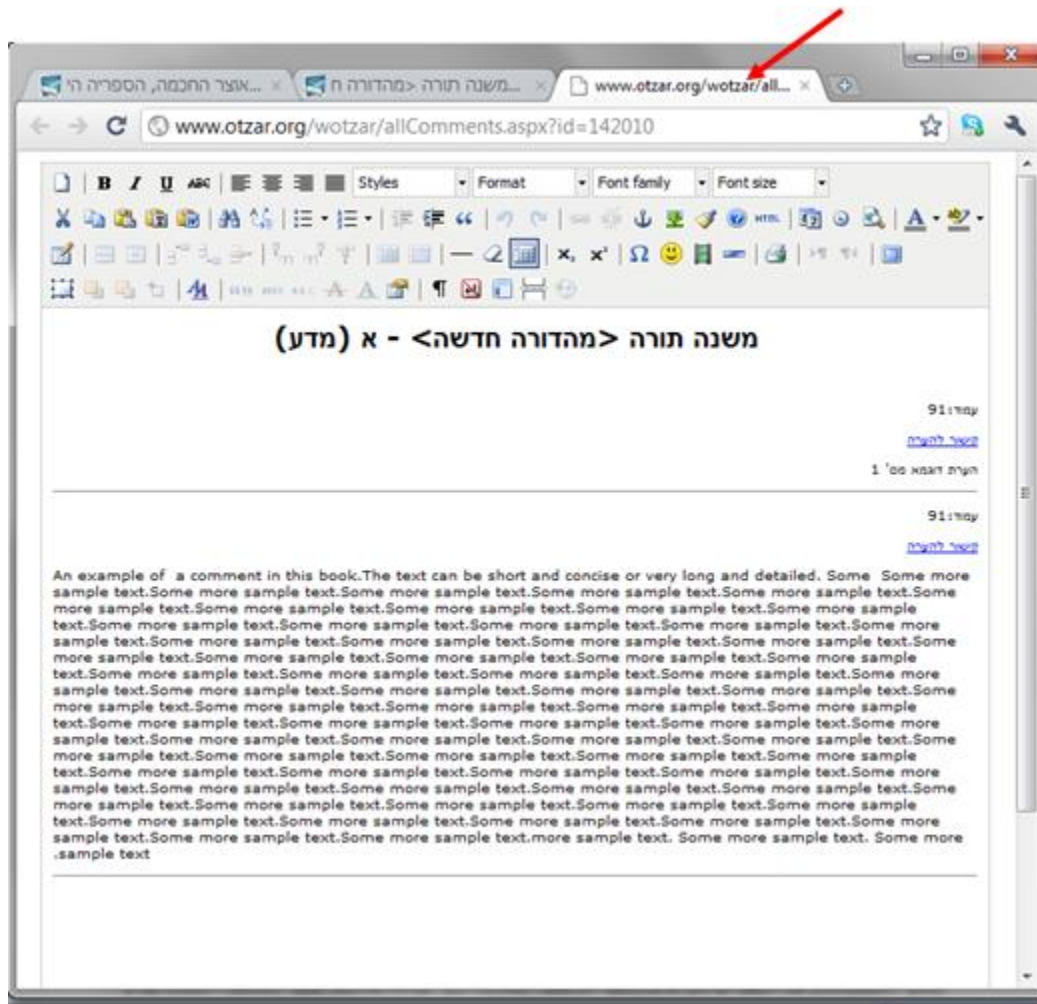 אוצר החכמה, הספריה הי...
משנה תורה <מהדורה ח...
www.otzar.org/wotzar/all...
www.otzar.org/wotzar/allComments.aspx?id=142010
B I U ABC Styles Format Font family Font size
HTML
משנה תורה <מהדורה חדשה> - א (מדע)
עמוד:91
קישור להערה
הערת דוגמא מס' 1
עמוד:91
קישור להערה
An example of a comment in this book.The text can be short and concise or very long and detailed. Some Some more
sample text.Some more sample text.Some more sample text.Some more sample text.Some more sample text.Some
more sample text.Some more sample text.Some more sample text.Some more sample text.Some more sample
text.Some more sample text.Some more sample text.Some more sample text.Some more sample text.Some more
sample text.Some more sample text.Some more sample text.Some more sample text.Some more sample text.Some
more sample text.Some more sample text.Some more sample text.Some more sample text.Some more sample
text.Some more sample text.Some more sample text.Some more sample text.Some more sample text.Some more
sample text.Some more sample text.Some more sample text.Some more sample text.Some more sample text.Some
more sample text.Some more sample text.Some more sample text.Some more sample text.Some more sample
text.Some more sample text.Some more sample text.Some more sample text.Some more sample text.Some more
sample text.Some more sample text.Some more sample text.Some more sample text.Some more sample text.Some
more sample text.Some more sample text.Some more sample text.Some more sample text.Some more sample
text.Some more sample text.Some more sample text.Some more sample text.Some more sample text.Some more
sample text.Some more sample text.Some more sample text.Some more sample text.Some more sample text.Some
more sample text.Some more sample text.Some more sample text.Some more sample text.Some more sample
text.Some more sample text.Some more sample text.Some more sample text.Some more sample text.Some more
sample text.Some more sample text.Some more sample text.more sample text. Some more sample text. Some more
.sample text